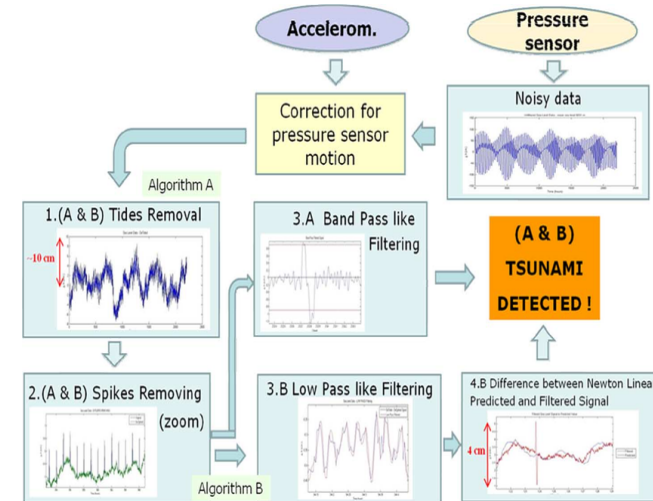 Accelerom.
Pressure
sensor
Noisy data
Correction for
pressure sensor
motion
Algorithm A
1.(A & B) Tides Removal
~10 cm
3.A Band Pass like
Filtering
(A & B)
TSUNAMI
DETECTED !
2.(A & B) Spikes Removing
(zoom)
3.B Low Pass like Filtering
4.B Difference between Newton Linear
Predicted and Filtered Signal
4 cm
Algorithm B